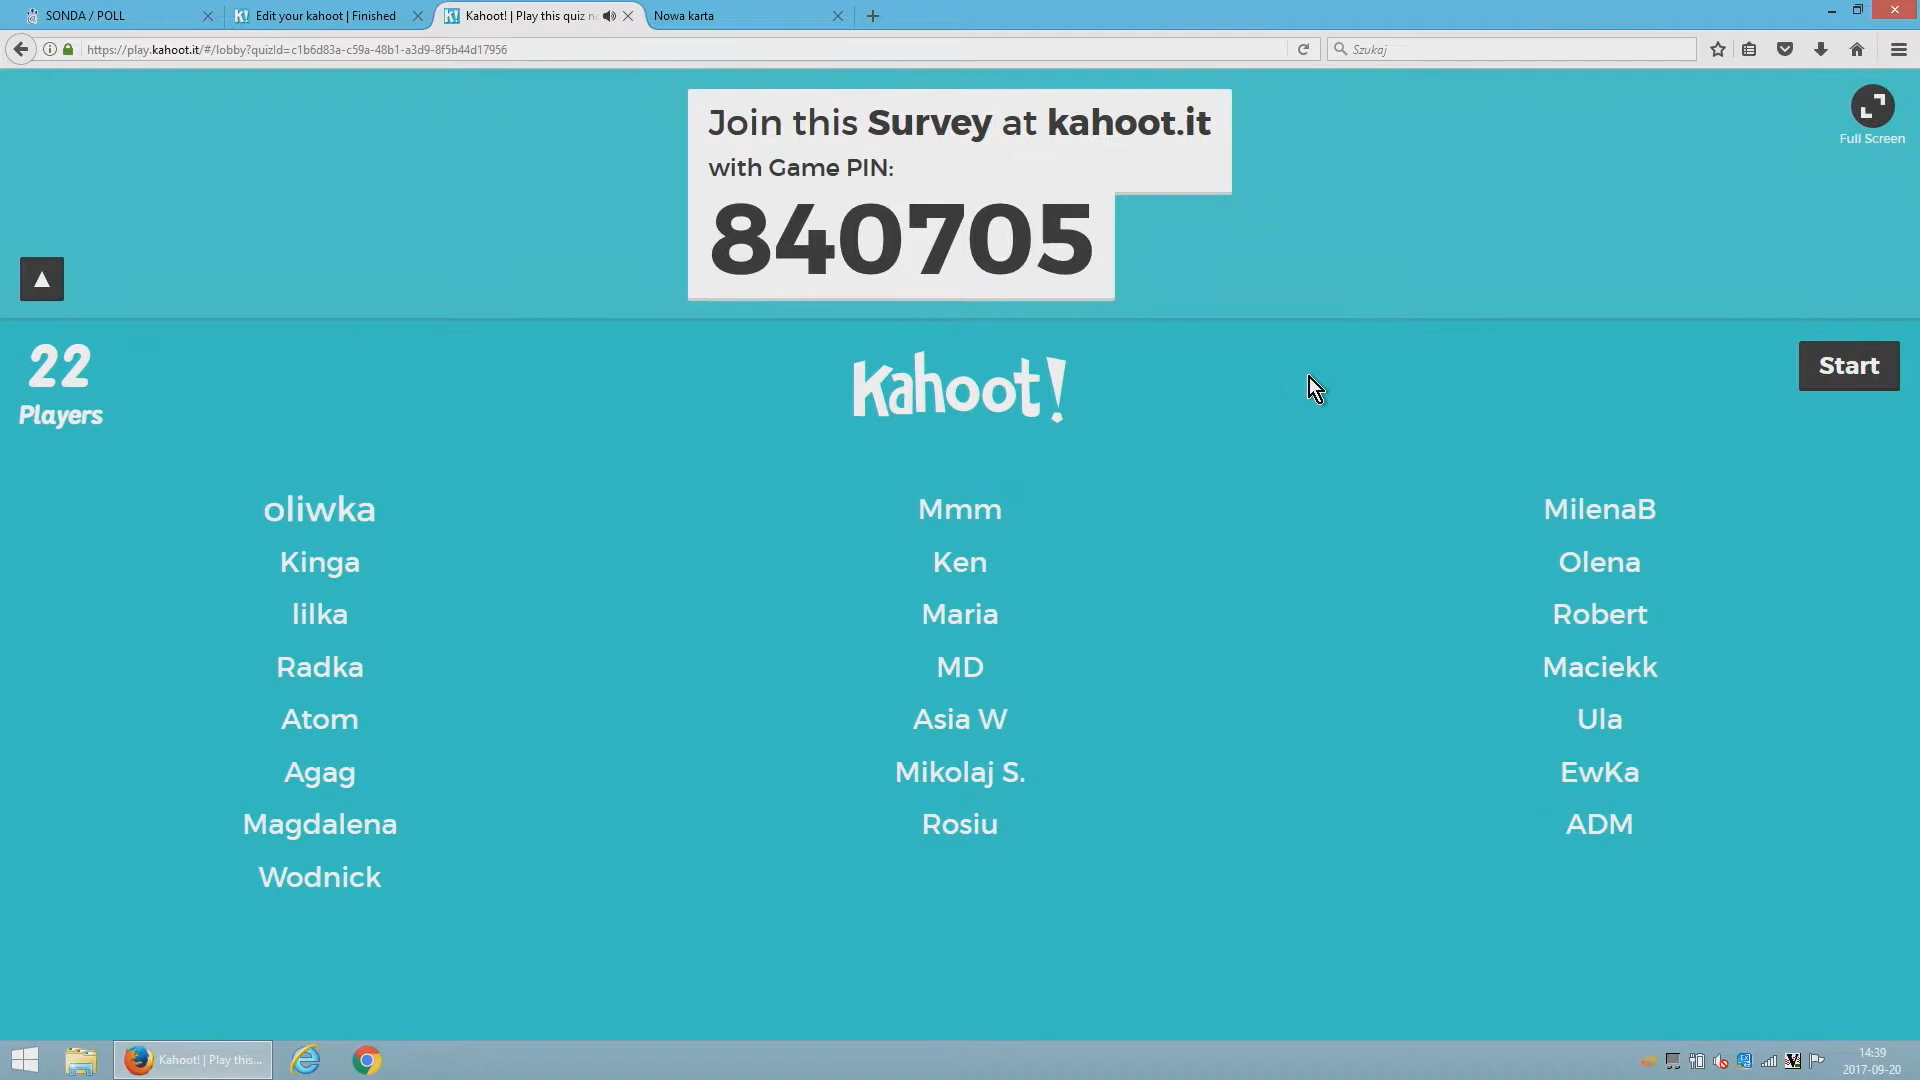 SONDA / POLL
Edit your kahoot | Finished
Kahoot! | Play this quiz n
Nowa karta
https://play.kahoot.it/#/lobby?quizId=c1b6d83a-c59a-48b1-a3d9-8f5b44d17956
Szukaj
Join this Survey at kahoot.it
with Game PIN:
840705
Full Screen
22
Players
Kahoot!
Start
oliwka Mmm MilenaB
Kinga Ken Olena
lilka Maria Robert
Radka MD Maciekk
Atom Asia W Ula
Agag Mikolaj S. EwKa
Magdalena Rosiu ADM
Wodnick
Kahoot! | Play this...
14:39
2017-09-20